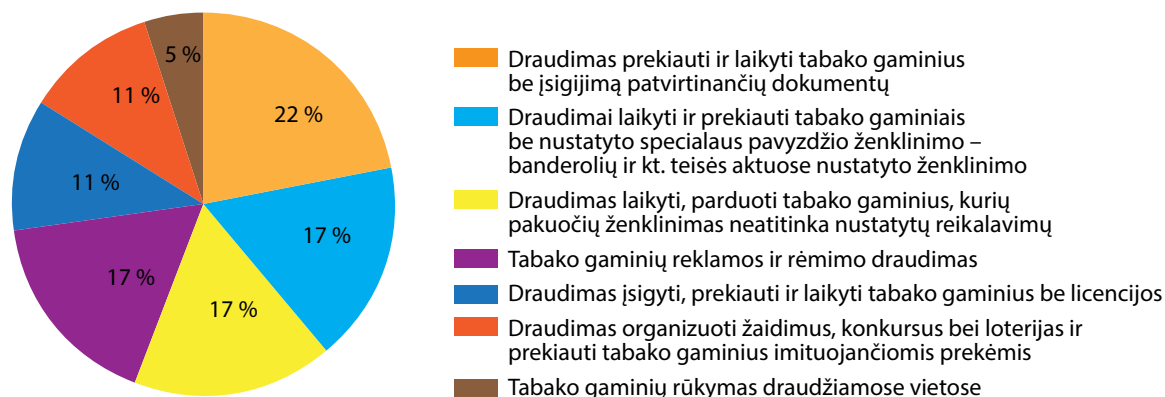 5 %
11 %
22 %
11 %
17 %
17 %
17 %
Draudimas prekiauti ir laikyti tabako gaminius
be įsigijimą patvirtinančių dokumentų
Draudimai laikyti ir prekiauti tabako gaminiais
be nustatyto specialaus pavyzdžio ženklinimo –
banderolių ir kt. teisės aktuose nustatyto ženklinimo
Draudimas laikyti, parduoti tabako gaminius, kurių
pakuočių ženklinimas neatitinka nustatytų reikalavimų
Tabako gaminių reklamos ir rėmimo draudimas
Draudimas įsigyti, prekiauti ir laikyti tabako gaminius be licencijos
Draudimas organizuoti žaidimus, konkursus bei loterijas ir
prekiauti tabako gaminius imituojančiomis prekėmis
Tabako gaminių rūkymas draudžiamose vietose